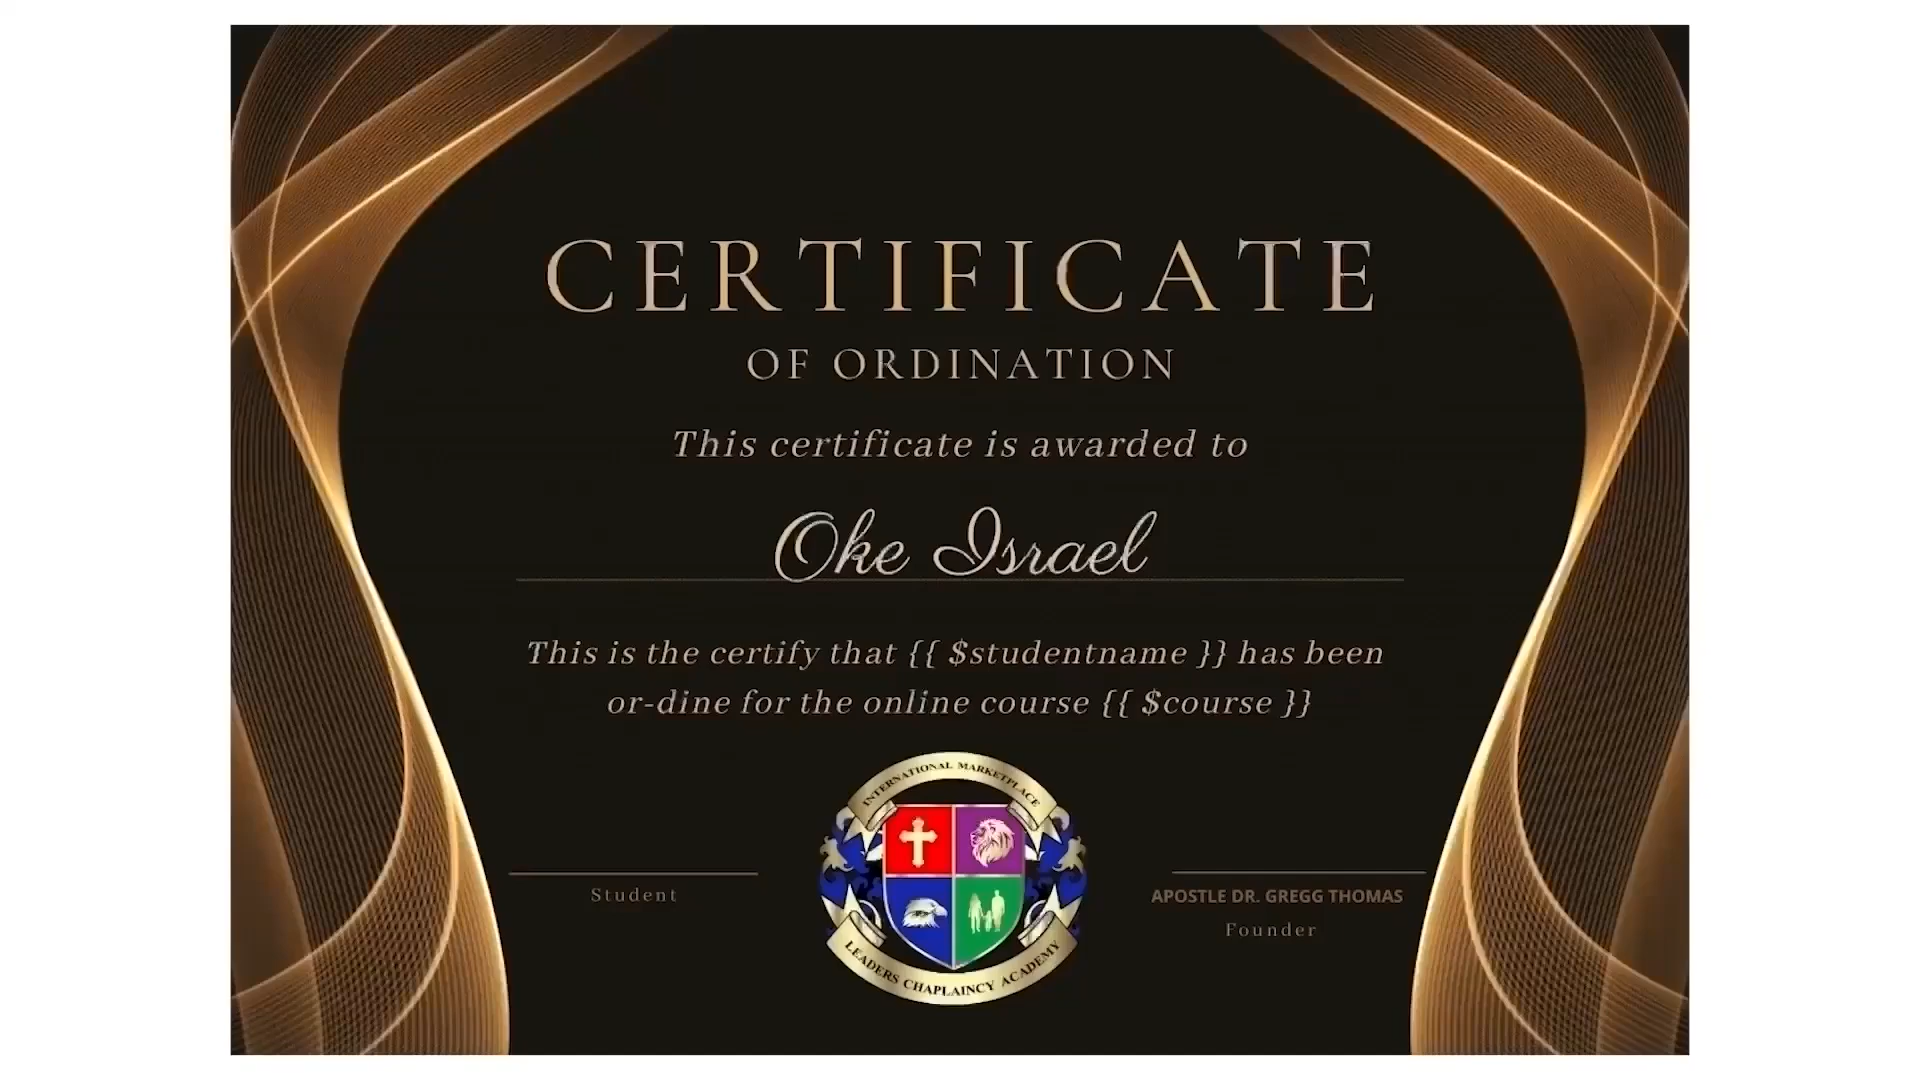 CERTIFICATE
OF ORDINATION
This certificate is awarded to
Oke Israel
This is the certify that {{ $studentname }} has been
or-dine for the online course {{ $course }}
INTERNATIONAL MARKETPLACE
LEADERS CHAPLAINCY ACADEMY
Student
APOSTLE DR. GREGG THOMAS
Founder